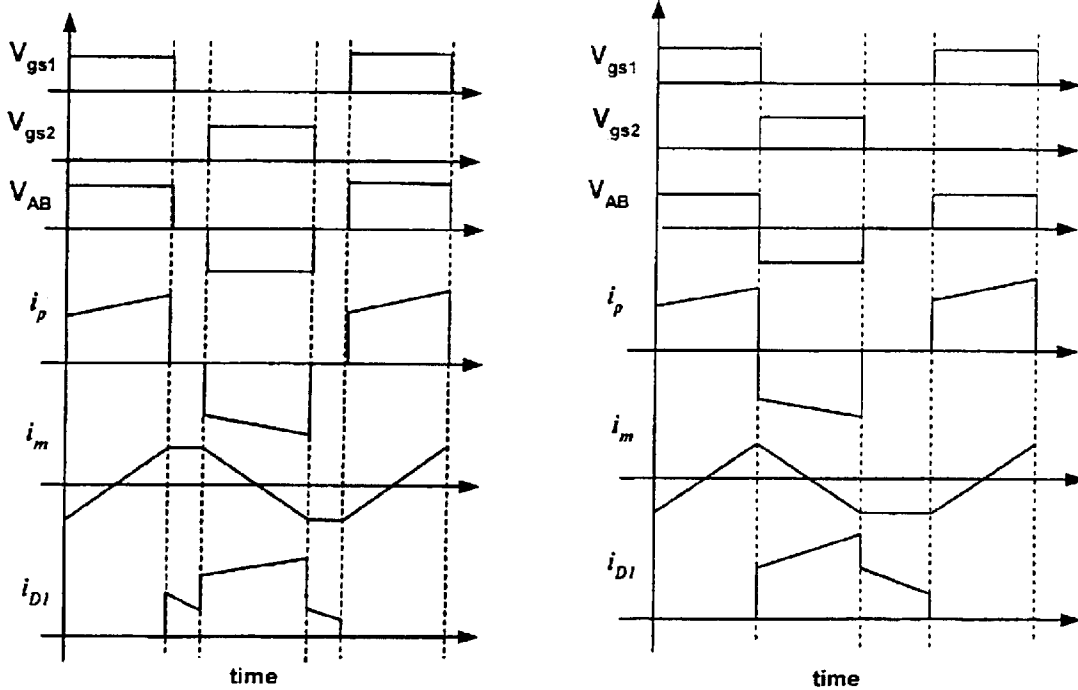 V_gs1
V_gs2
V_AB
i_p
i_m
i_D1
time
V_gs1
V_gs2
V_AB
i_p
i_m
i_D1
time